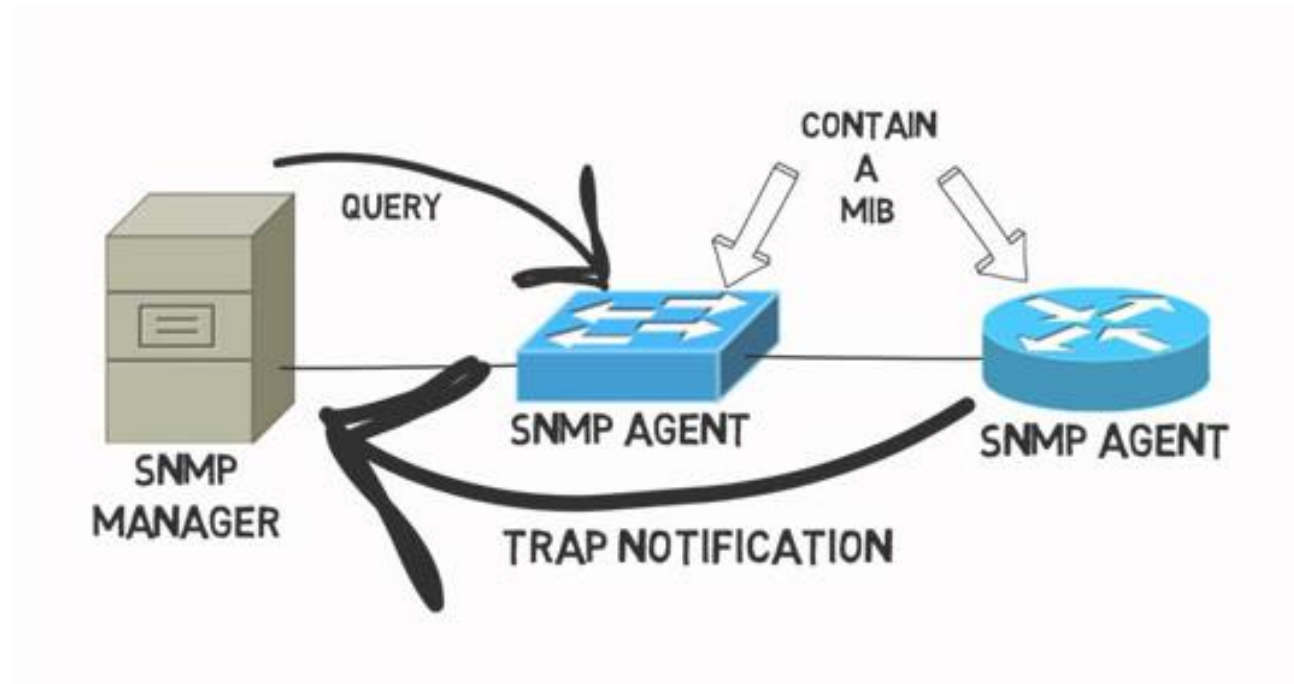 CONTAIN
A
MIB
QUERY
SNMP AGENT
SNMP AGENT
SNMP
MANAGER
TRAP NOTIFICATION